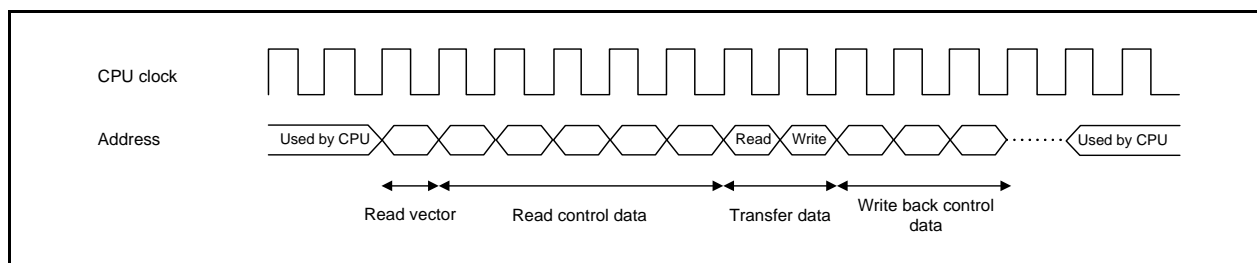 CPU clock
Address
Used by CPU
Read
Write
Used by CPU
Read vector
Read control data
Transfer data
Write back control
data